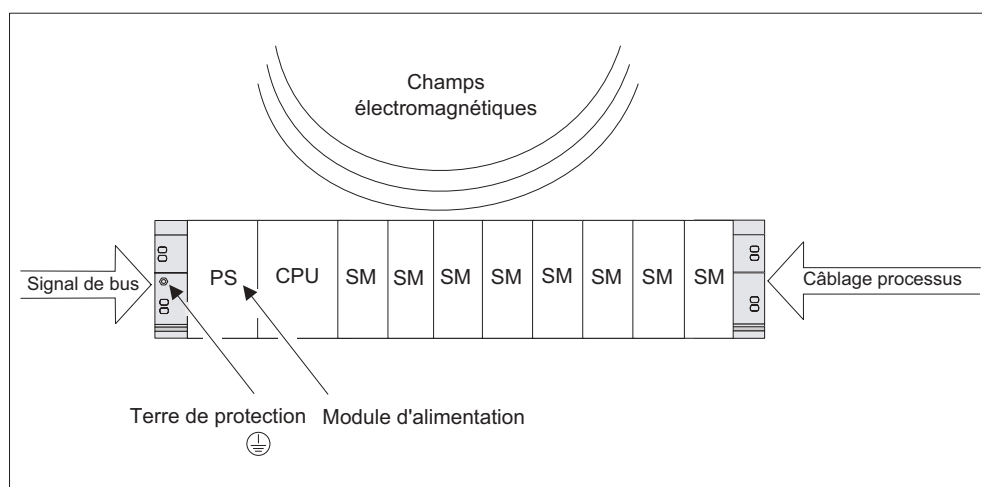 Champs
électromagnétiques
PS CPU SM SM SM SM SM SM SM SM
Signal de bus
Câblage processus
Terre de protection
Module d'alimentation